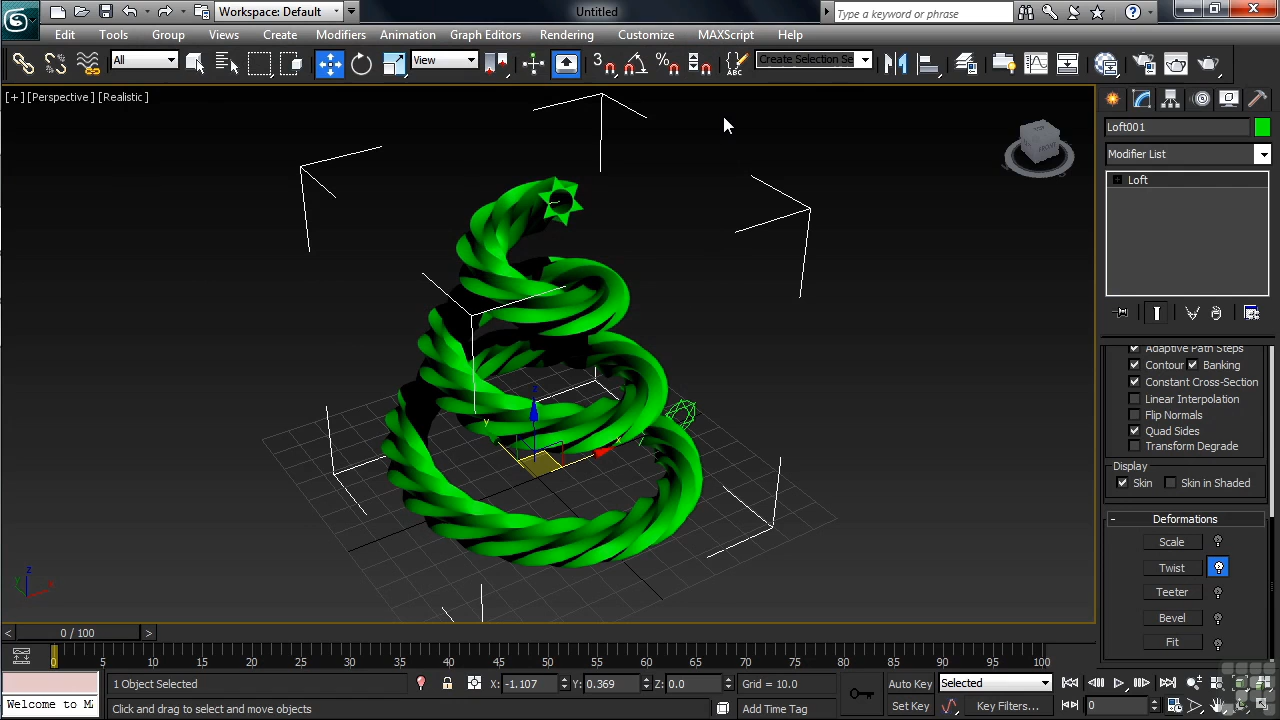 Workspace: Default
Untitled
Type a keyword or phrase
Edit Tools Group Views Create Modifiers Animation Graph Editors Rendering Customize MAXScript Help
All
View
3
%
ABC
Create Selection Se
[+] [Perspective ] [Realistic ]
Loft001
Modifier List
Loft
Adaptive Path Steps
Contour Banking
Constant Cross-Section
Linear Interpolation
Flip Normals
Quad Sides
Transform Degrade
Display
Skin Skin in Shaded
- Deformations
Scale
Twist
Teeter
Bevel
Fit
z
y
x
TOP
FRONT
z
y
x
< 0 / 100 >
0 5 10 15 20 25 30 35 40 45 50 55 60 65 70 75 80 85 90 95 100
1 Object Selected X: -1.107 Y: 0.369 Z: 0.0 Grid = 10.0 Auto Key Selected
Welcome to M
Click and drag to select and move objects Add Time Tag Set Key Key Filters... 0